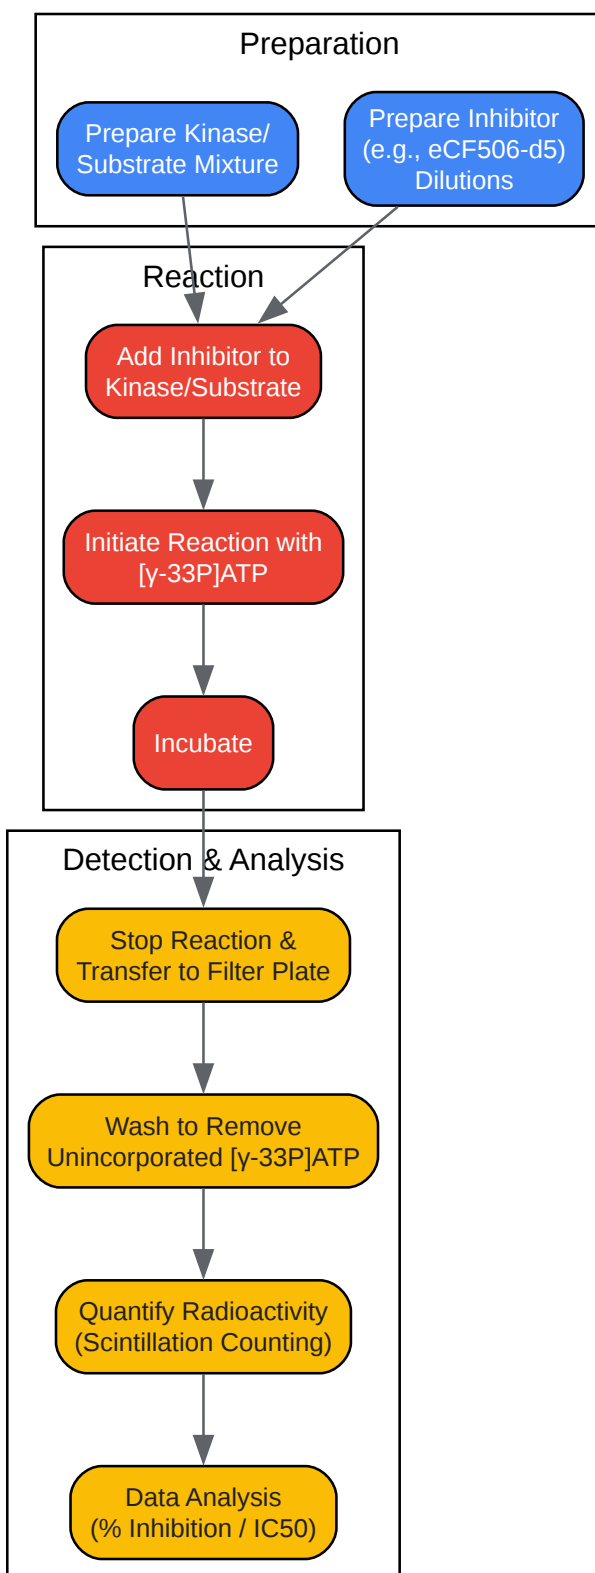 Preparation
Prepare Kinase/
Substrate Mixture
Prepare Inhibitor
(e.g., eCF506-d5)
Dilutions
Reaction
Add Inhibitor to
Kinase/Substrate
Initiate Reaction with
[γ-33P]ATP
Incubate
Detection & Analysis
Stop Reaction &
Transfer to Filter Plate
Wash to Remove
Unincorporated [γ-33P]ATP
Quantify Radioactivity
(Scintillation Counting)
Data Analysis
(% Inhibition / IC50)